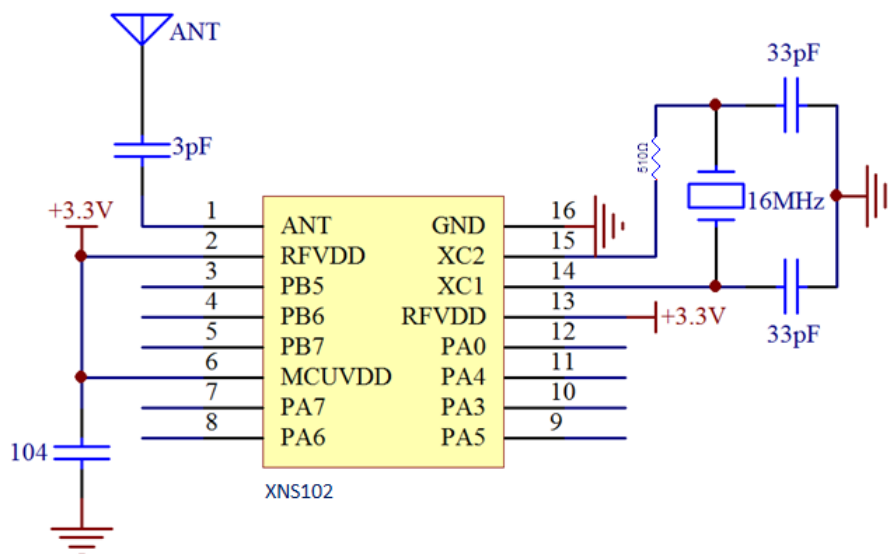 ANT
33pF
3pF
510Ω
16MHz
+3.3V
1 ANT GND 16
2 RFVDD XC2 15
3 PB5 XC1 14
4 PB6 RFVDD 13 +3.3V
5 PB7 PA0 12
6 MCUVDD PA4 11
7 PA7 PA3 10
8 PA6 PA5 9
33pF
104
XNS102